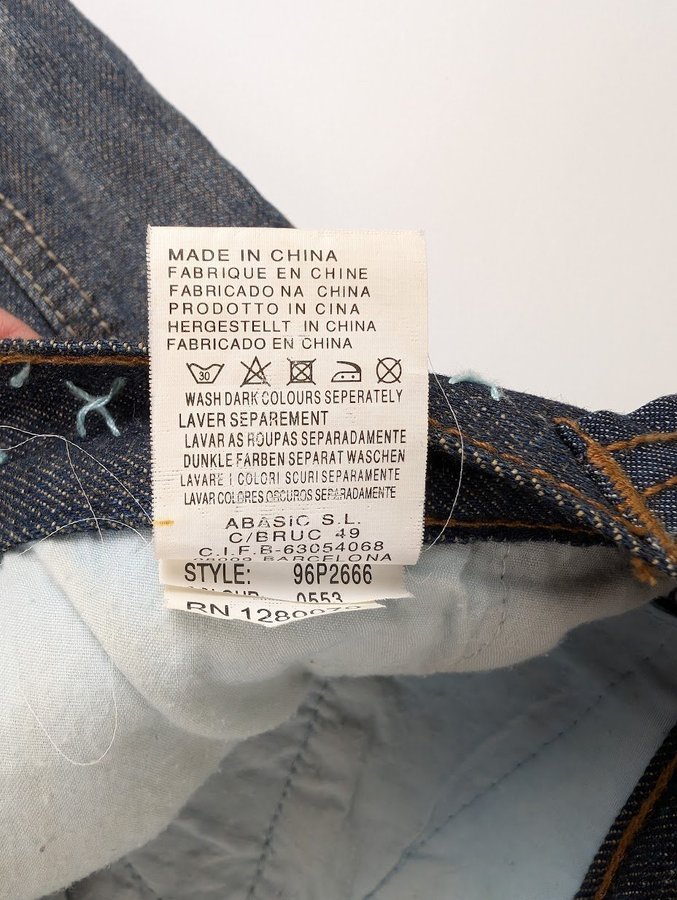 MADE IN CHINA
FABRIQUE EN CHINE
FABRICADO NA CHINA
PRODOTTO IN CINA
HERGESTELLT IN CHINA
FABRICADO EN CHINA
30
WASH DARK COLOURS SEPERATELY
LAVER SEPAREMENT
LAVAR AS ROUPAS SEPARADAMENTE
DUNKLE FARBEN SEPARAT WASCHEN
LAVARE I COLORI SCURI SEPARAMENTE
LAVAR COLORES OSCUROS SEPARADAMENTE
ABASIC S.L.
C/BRUC 49
C.I.F.B-63054068
BARCELONA
STYLE: 96P2666
0553
RN